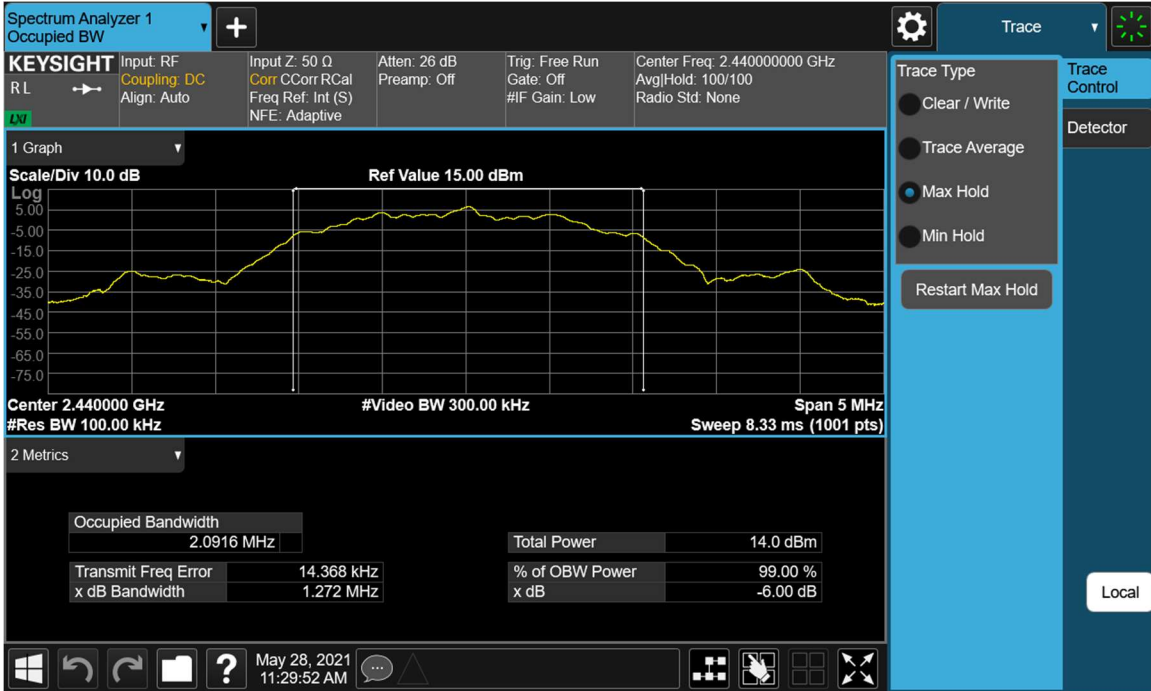 Spectrum Analyzer 1
Occupied BW
Trace
KEYSIGHT
R L
LXI
Input: RF
Coupling: DC
Align: Auto
Input Z: 50 Ω
Corr CCorr RCal
Freq Ref: Int (S)
NFE: Adaptive
Atten: 26 dB
Preamp: Off
Trig: Free Run
Gate: Off
#IF Gain: Low
Center Freq: 2.440000000 GHz
Avg|Hold: 100/100
Radio Std: None
Trace Type
Clear / Write
Trace Average
Max Hold
Min Hold
Restart Max Hold
Trace
Control
Detector
Local
1 Graph
Scale/Div 10.0 dB
Ref Value 15.00 dBm
Log
5.00
-5.00
-15.0
-25.0
-35.0
-45.0
-55.0
-65.0
-75.0
Center 2.440000 GHz
#Video BW 300.00 kHz
Span 5 MHz
#Res BW 100.00 kHz
Sweep 8.33 ms (1001 pts)
2 Metrics
Occupied Bandwidth
2.0916 MHz
Total Power 14.0 dBm
Transmit Freq Error 14.368 kHz
% of OBW Power 99.00 %
x dB Bandwidth 1.272 MHz
x dB -6.00 dB
?
May 28, 2021
11:29:52 AM